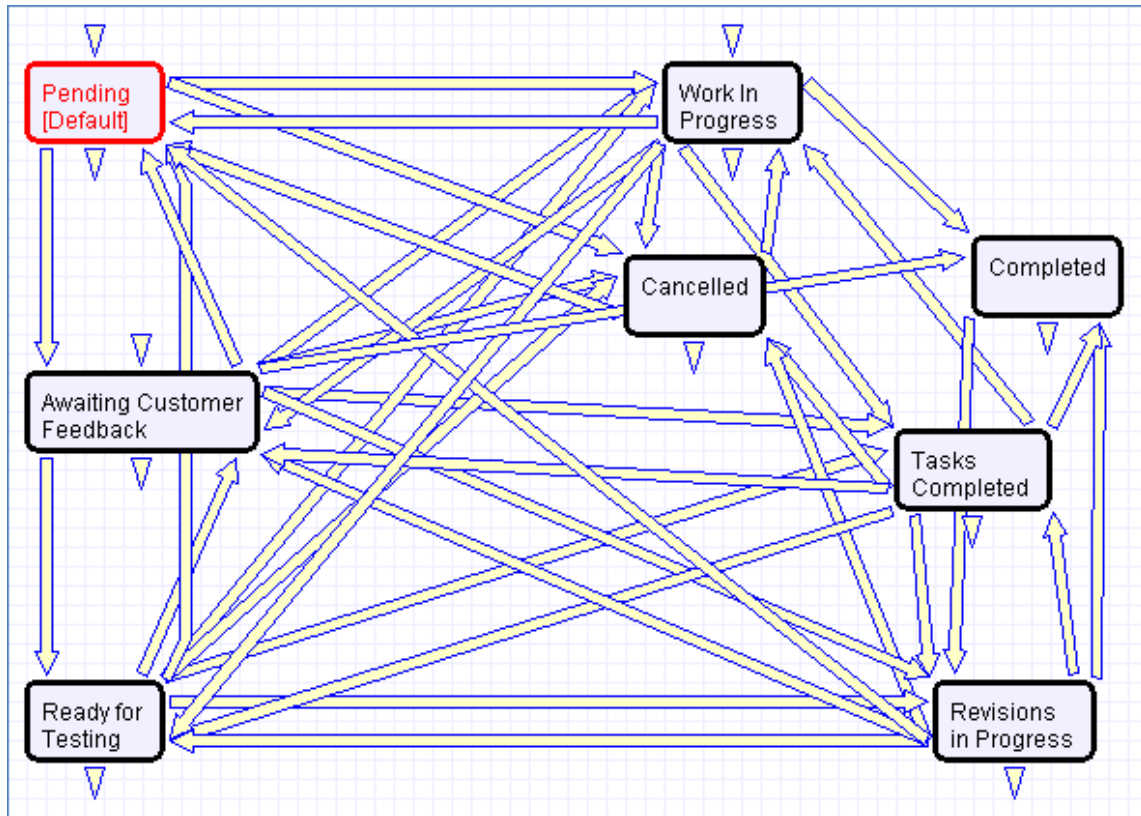 Pending
[Default]
Work In
Progress
Cancelled
Completed
Awaiting Customer
Feedback
Tasks
Completed
Ready for
Testing
Revisions
in Progress